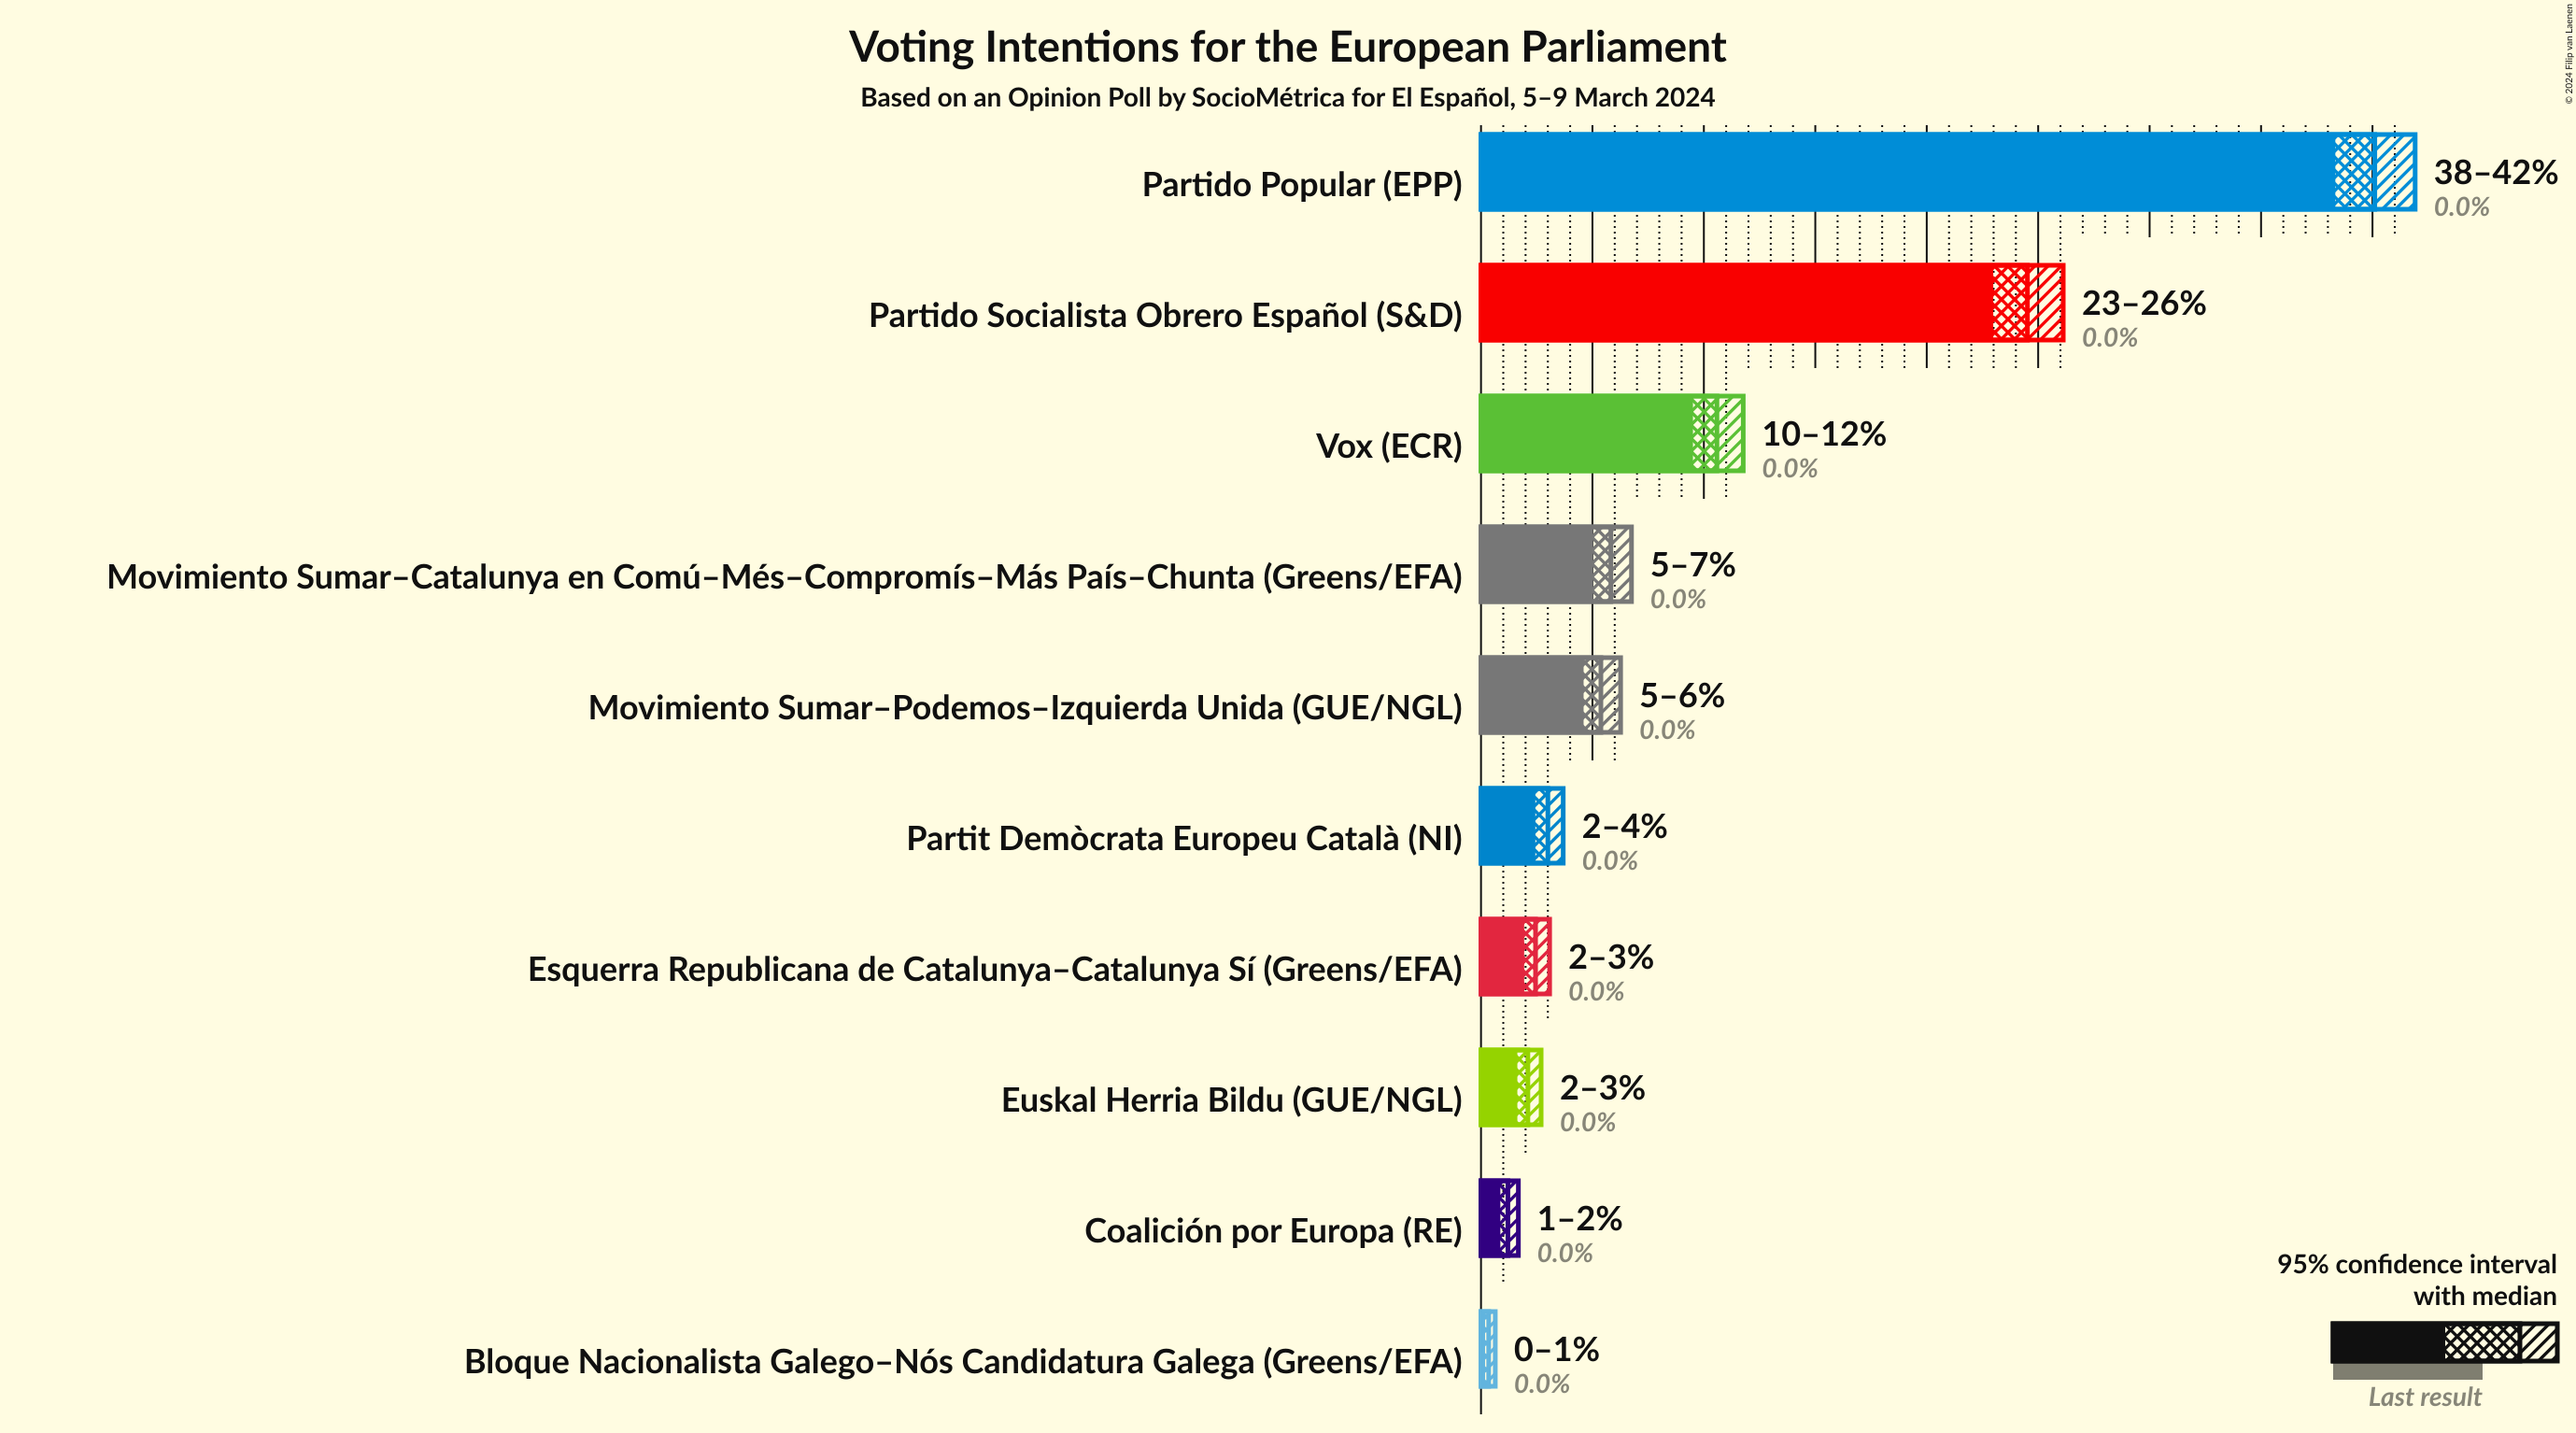 Voting Intentions for the European Parliament
Based on an Opinion Poll by SocioMétrica for El Español, 5–9 March 2024
© 2024 Filip van Laenen
Partido Popular (EPP)
38–42%
0.0%
Partido Socialista Obrero Español (S&D)
23–26%
0.0%
Vox (ECR)
10–12%
0.0%
Movimiento Sumar–Catalunya en Comú–Més–Compromís–Más País–Chunta (Greens/EFA)
5–7%
0.0%
Movimiento Sumar–Podemos–Izquierda Unida (GUE/NGL)
5–6%
0.0%
Partit Demòcrata Europeu Català (NI)
2–4%
0.0%
Esquerra Republicana de Catalunya–Catalunya Sí (Greens/EFA)
2–3%
0.0%
Euskal Herria Bildu (GUE/NGL)
2–3%
0.0%
Coalición por Europa (RE)
1–2%
0.0%
Bloque Nacionalista Galego–Nós Candidatura Galega (Greens/EFA)
0–1%
0.0%
95% confidence interval
with median
Last result